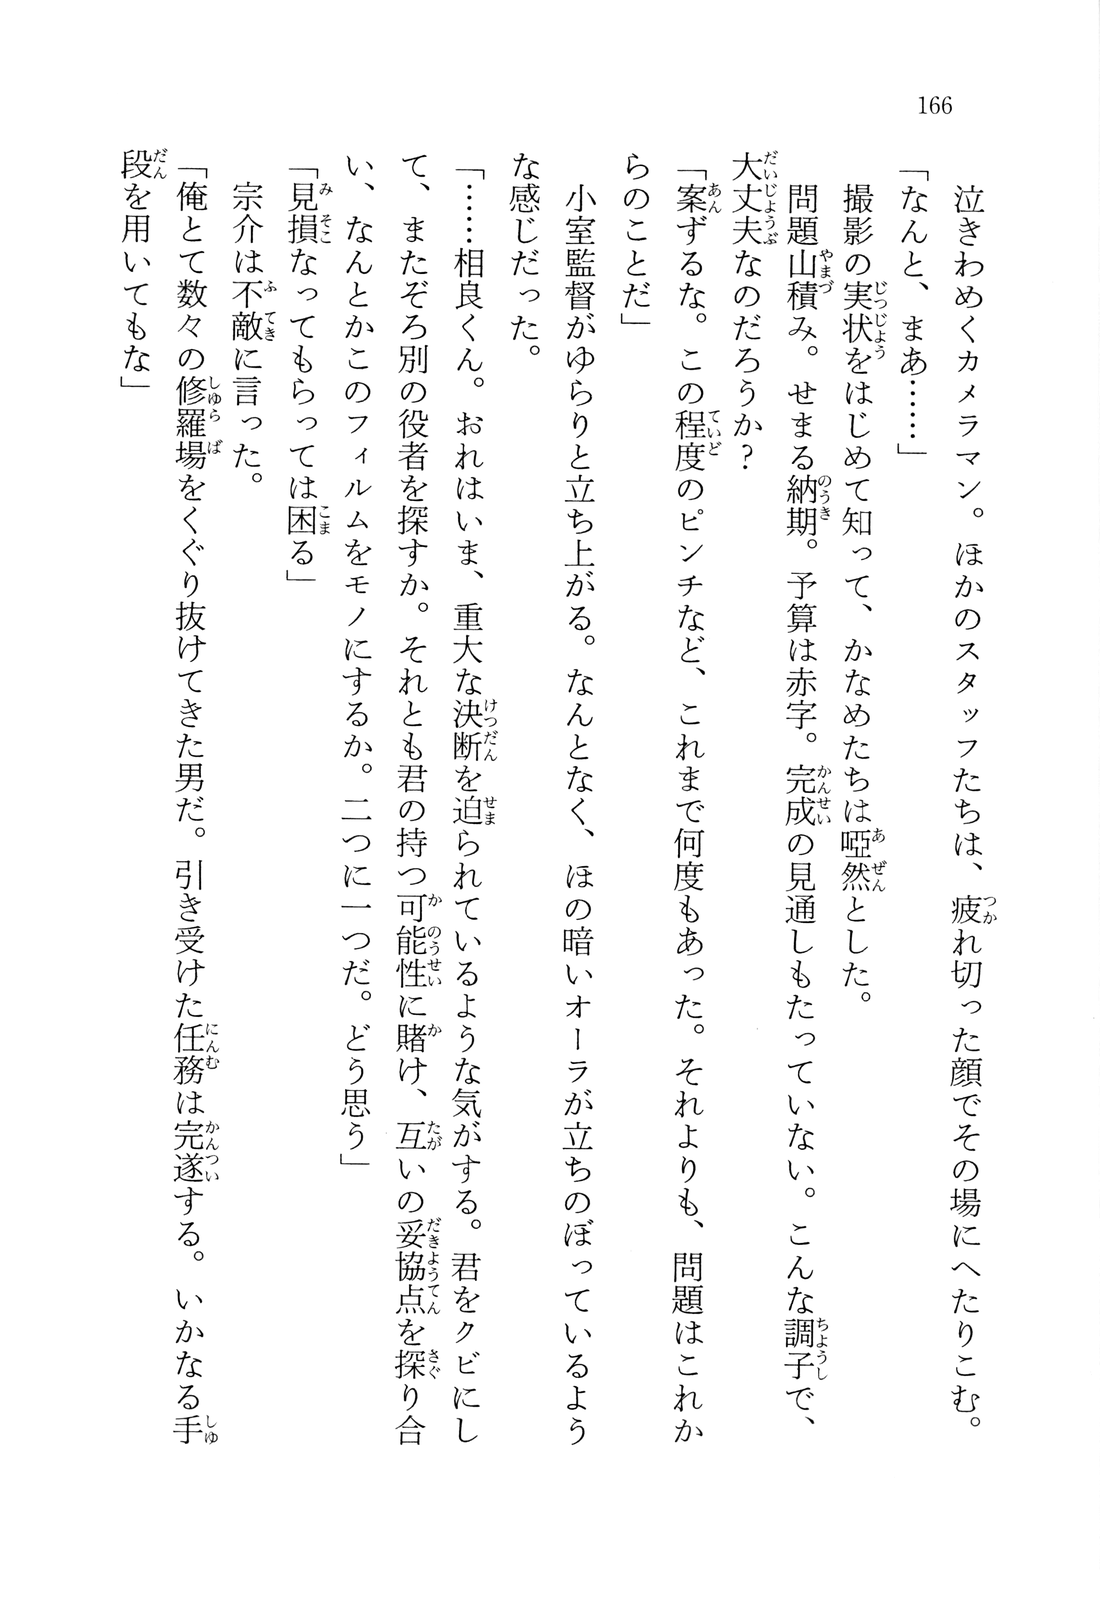 166
泣きわめくカメラマン。ほかのスタッフたちは、疲れ切った顔でその場にへたりこむ。
「なんと、まあ……」
撮影の実状をはじめて知って、かなめたちは啞然とした。
問題山積み。せまる納期。予算は赤字。完成の見通しもたっていない。こんな調子で、
大丈夫なのだろうか？
「案ずるな。この程度のピンチなど、これまで何度もあった。それよりも、問題はこれか
らのことだ」
小室監督がゆらりと立ち上がる。なんとなく、ほの暗いオーラが立ちのぼっているよう
な感じだった。
「……相良くん。おれはいま、重大な決断を迫られているような気がする。君をクビにし
て、またぞろ別の役者を探すか。それとも君の持つ可能性に賭け、互いの妥協点を探り合
い、なんとかこのフィルムをモノにするか。二つに一つだ。どう思う」
「見損なってもらっては困る」
宗介は不敵に言った。
「俺とて数々の修羅場をくぐり抜けてきた男だ。引き受けた任務は完遂する。いかなる手
段を用いてもな」